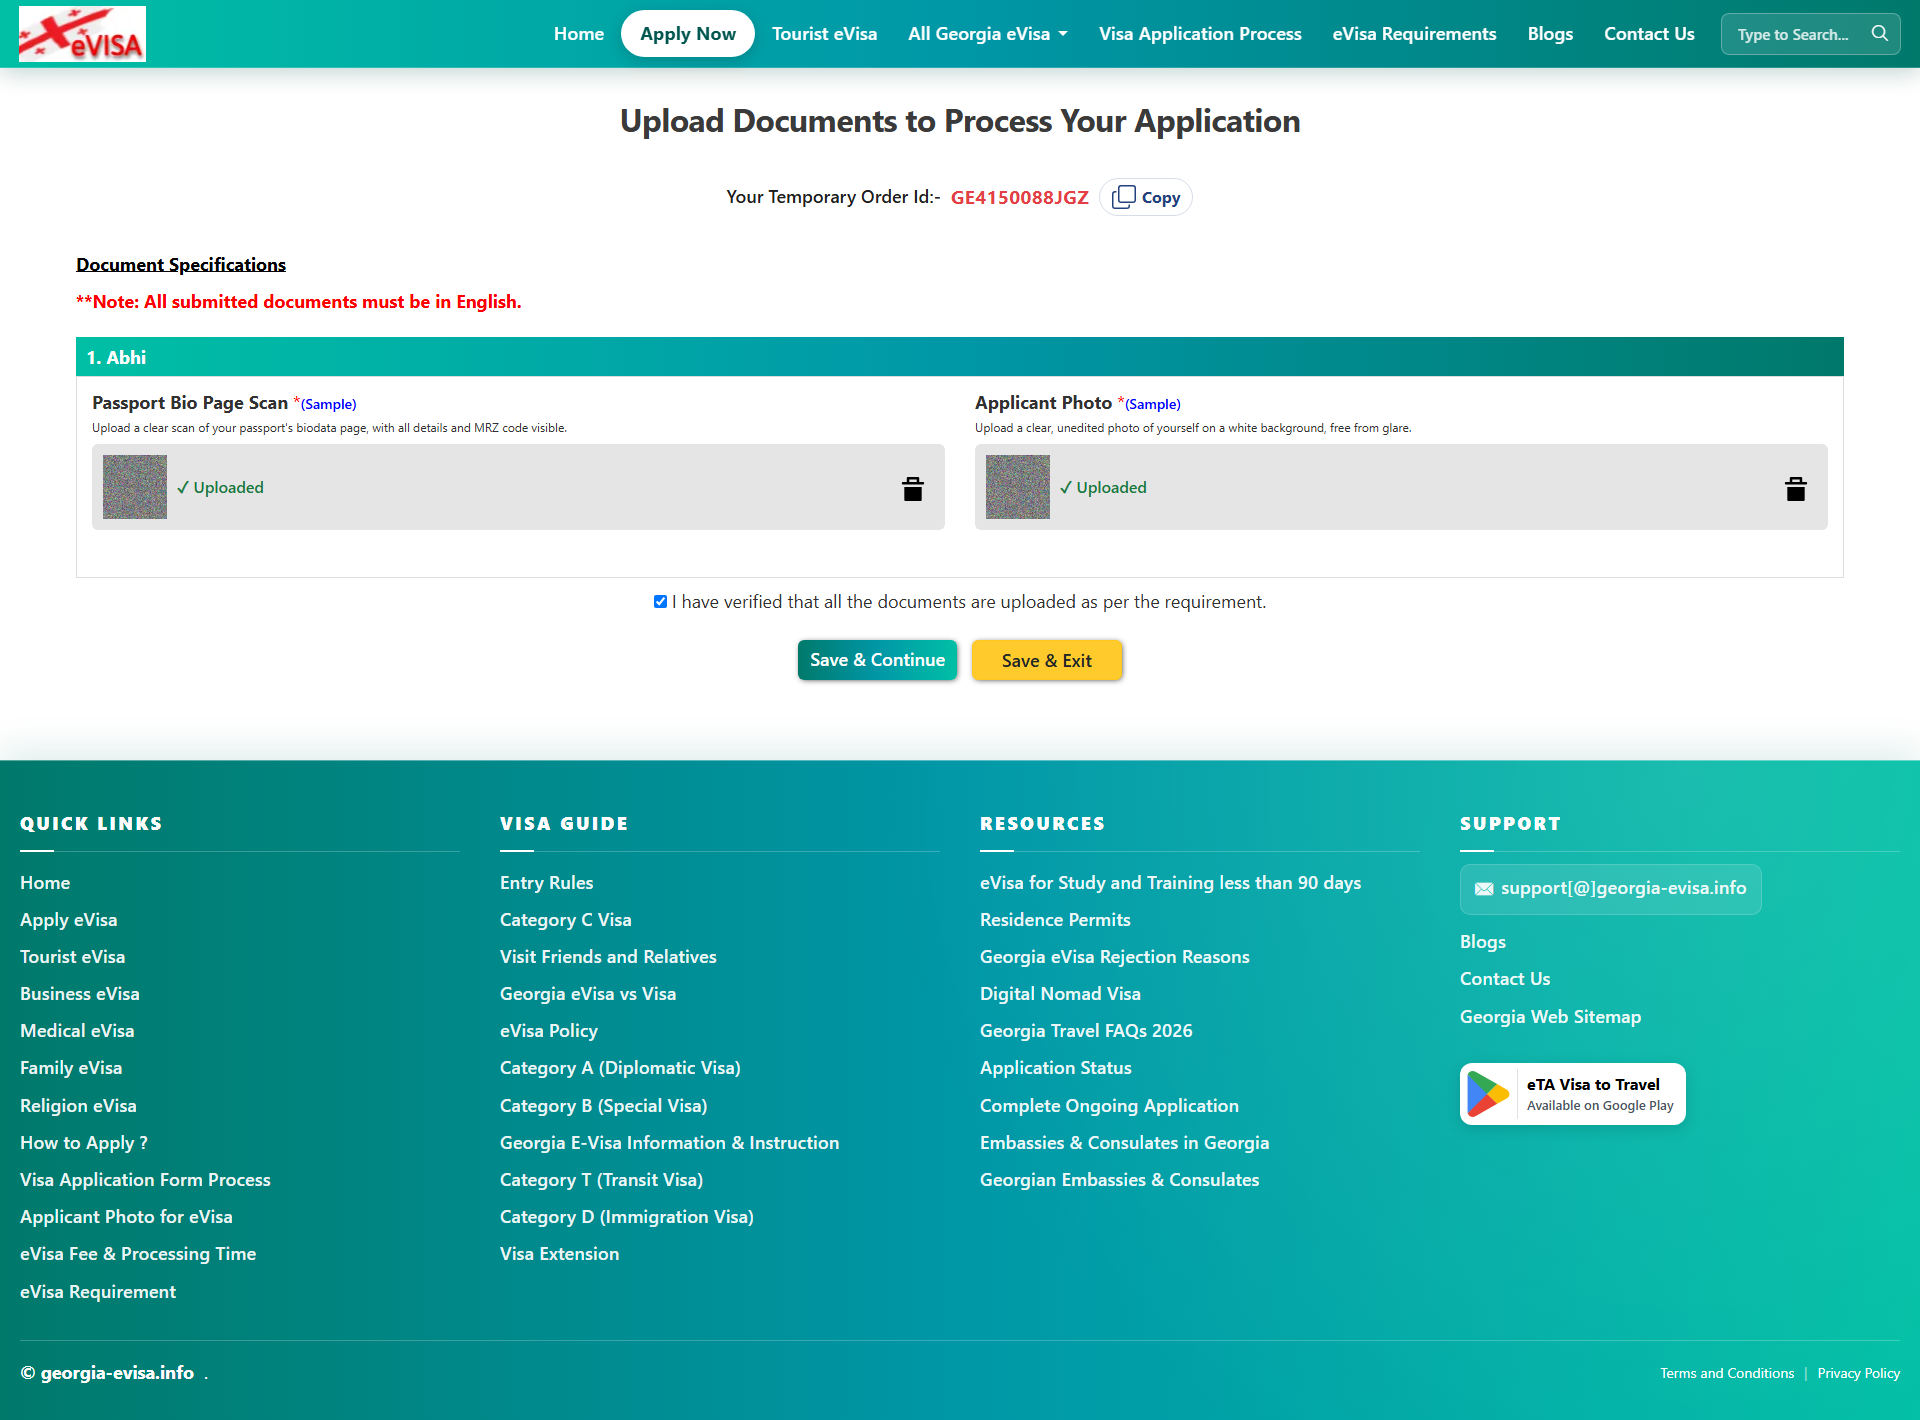 eVISA
Home
Apply Now
Tourist eVisa
All Georgia eVisa
Visa Application Process
eVisa Requirements
Blogs
Contact Us
Type to Search...
Upload Documents to Process Your Application
Your Temporary Order Id:- GE4150088JGZ
Copy
Document Specifications
**Note: All submitted documents must be in English.
1. Abhi
Passport Bio Page Scan *(Sample)
Upload a clear scan of your passport's biodata page, with all details and MRZ code visible.
✓ Uploaded
Applicant Photo *(Sample)
Upload a clear, unedited photo of yourself on a white background, free from glare.
✓ Uploaded
I have verified that all the documents are uploaded as per the requirement.
Save & Continue
Save & Exit
QUICK LINKS
Home
Apply eVisa
Tourist eVisa
Business eVisa
Medical eVisa
Family eVisa
Religion eVisa
How to Apply ?
Visa Application Form Process
Applicant Photo for eVisa
eVisa Fee & Processing Time
eVisa Requirement
VISA GUIDE
Entry Rules
Category C Visa
Visit Friends and Relatives
Georgia eVisa vs Visa
eVisa Policy
Category A (Diplomatic Visa)
Category B (Special Visa)
Georgia E-Visa Information & Instruction
Category T (Transit Visa)
Category D (Immigration Visa)
Visa Extension
RESOURCES
eVisa for Study and Training less than 90 days
Residence Permits
Georgia eVisa Rejection Reasons
Digital Nomad Visa
Georgia Travel FAQs 2026
Application Status
Complete Ongoing Application
Embassies & Consulates in Georgia
Georgian Embassies & Consulates
SUPPORT
support[@]georgia-evisa.info
Blogs
Contact Us
Georgia Web Sitemap
eTA Visa to Travel
Available on Google Play
© georgia-evisa.info .
Terms and Conditions | Privacy Policy